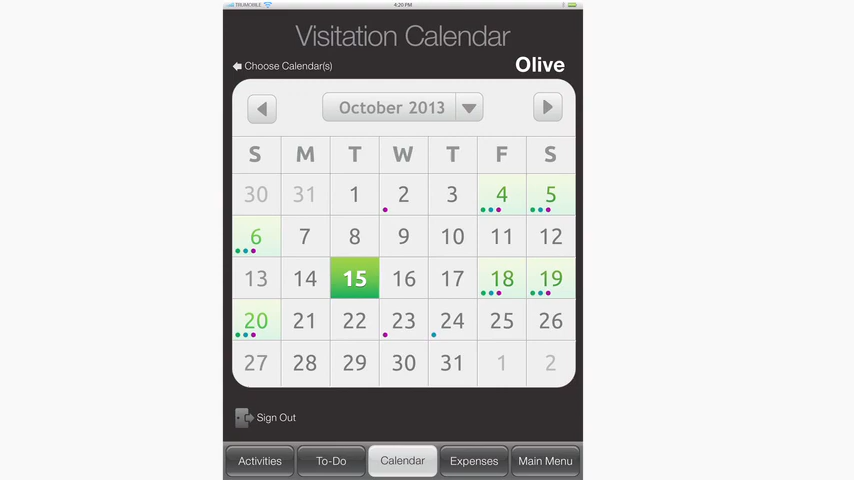 TRUMOBILE 4:20 PM
Visitation Calendar
Choose Calendar(s) Olive
October 2013
S M T W T F S
30 31 1 2 3 4 5
6 7 8 9 10 11 12
13 14 15 16 17 18 19
20 21 22 23 24 25 26
27 28 29 30 31 1 2
Sign Out
Activities To-Do Calendar Expenses Main Menu